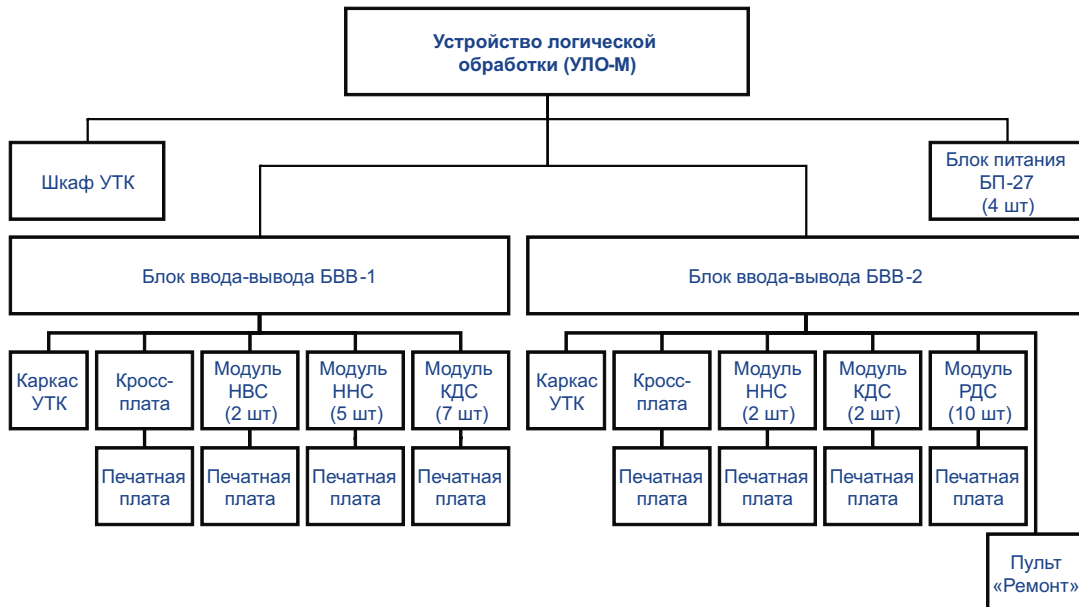 Устройство логической
обработки (УЛО-М)
Шкаф УТК
Блок питания
БП-27
(4 шт)
Блок ввода-вывода БВВ-1
Блок ввода-вывода БВВ-2
Каркас
УТК
Кросс-
плата
Модуль
НВС
(2 шт)
Модуль
ННС
(5 шт)
Модуль
КДС
(7 шт)
Каркас
УТК
Кросс-
плата
Модуль
ННС
(2 шт)
Модуль
КДС
(2 шт)
Модуль
РДС
(10 шт)
Печатная
плата
Печатная
плата
Печатная
плата
Печатная
плата
Печатная
плата
Печатная
плата
Печатная
плата
Печатная
плата
Пульт
«Ремонт»